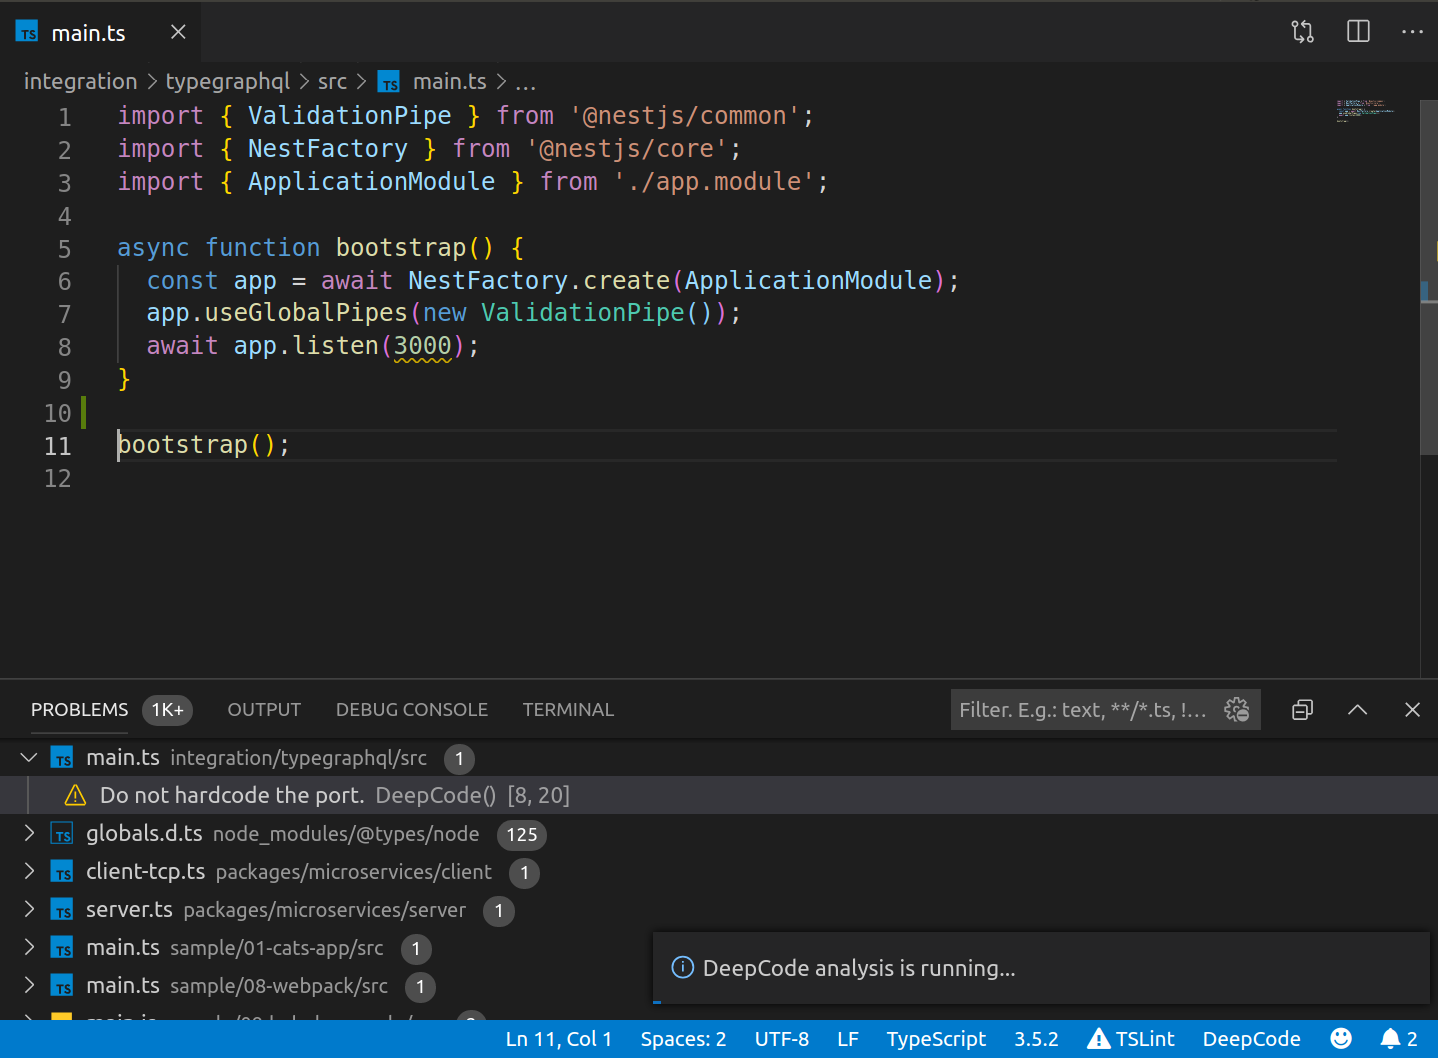 TS main.ts
integration > typegraphql > src > TS main.ts > ...
1 import { ValidationPipe } from '@nestjs/common';
2 import { NestFactory } from '@nestjs/core';
3 import { ApplicationModule } from './app.module';
4
5 async function bootstrap() {
6   const app = await NestFactory.create(ApplicationModule);
7   app.useGlobalPipes(new ValidationPipe());
8   await app.listen(3000);
9 }
10
11 bootstrap();
12
PROBLEMS 1K+ OUTPUT DEBUG CONSOLE TERMINAL Filter. E.g.: text, **/*.ts, !...
TS main.ts integration/typegraphql/src 1
Do not hardcode the port. DeepCode() [8, 20]
TS globals.d.ts node_modules/@types/node 125
TS client-tcp.ts packages/microservices/client 1
TS server.ts packages/microservices/server 1
TS main.ts sample/01-cats-app/src 1
TS main.ts sample/08-webpack/src 1
DeepCode analysis is running...
Ln 11, Col 1 Spaces: 2 UTF-8 LF TypeScript 3.5.2 TSLint DeepCode 2